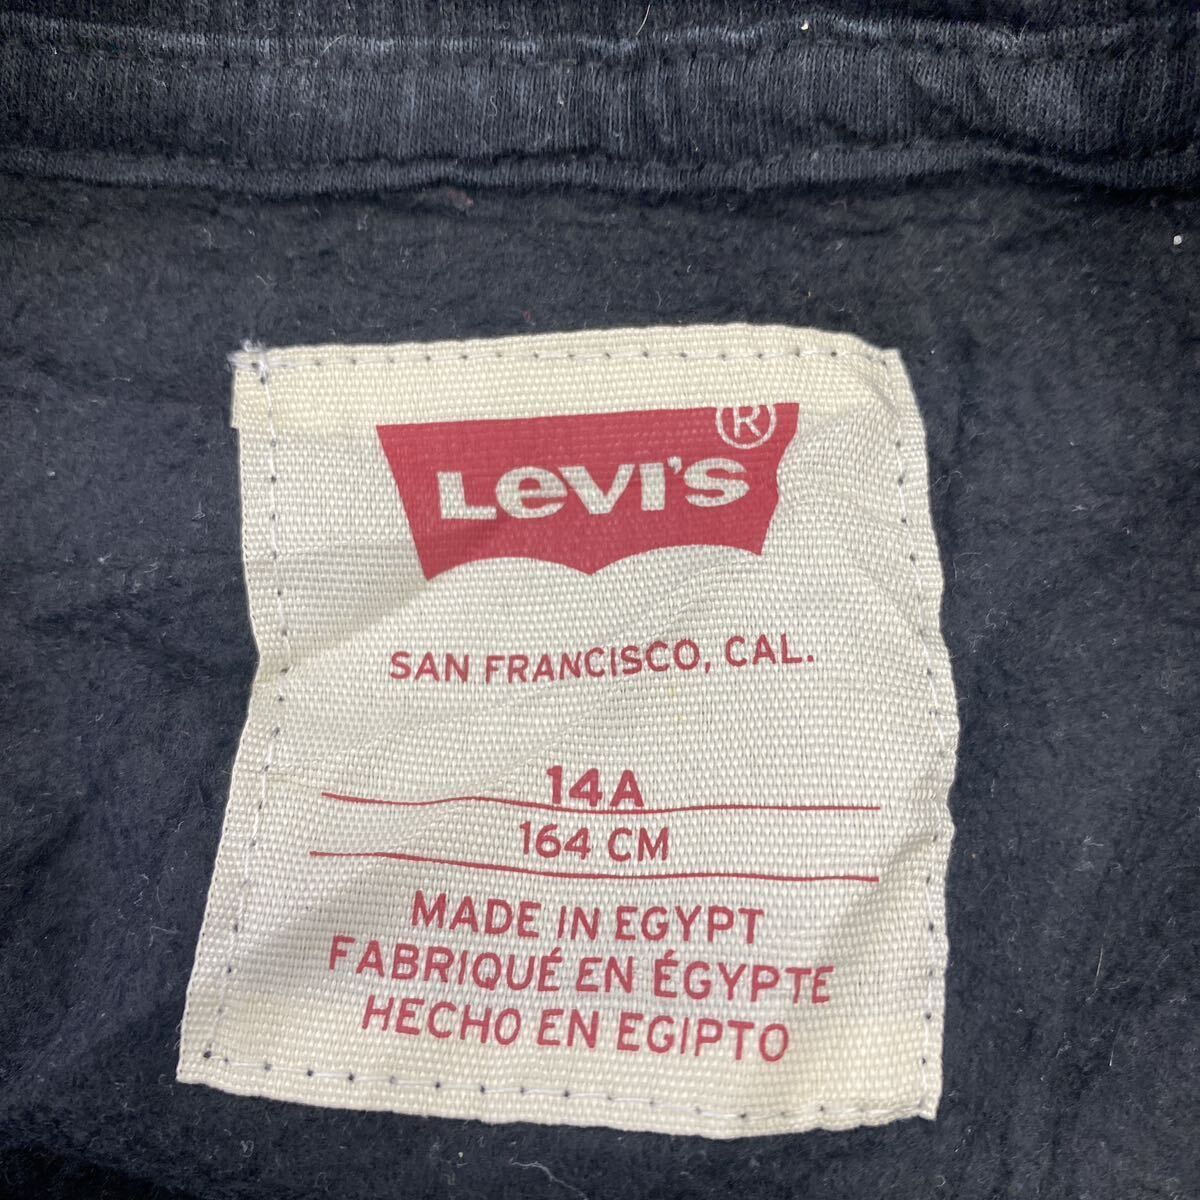 LEVI'S ®
SAN FRANCISCO, CAL.
14A
164 CM
MADE IN EGYPT
FABRIQUÉ EN ÉGYPTE
HECHO EN EGIPTO